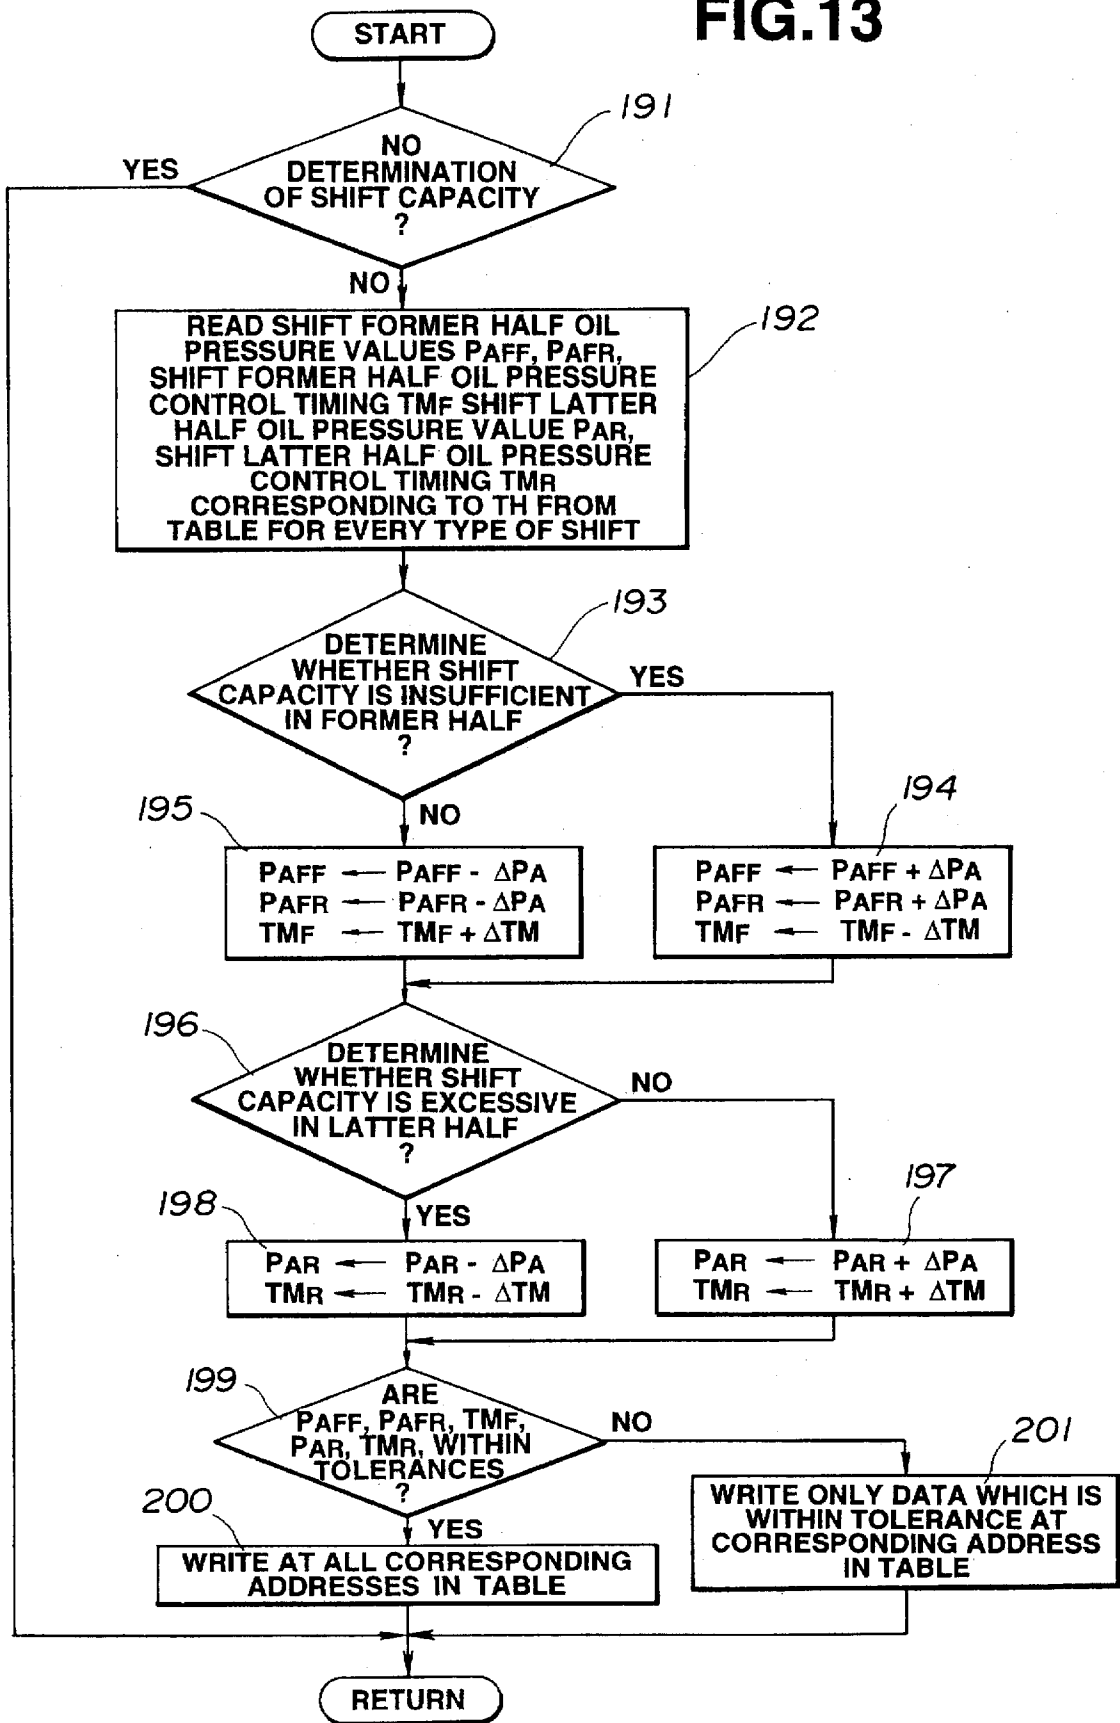 FIG.13
START
191
NO
DETERMINATION
OF SHIFT CAPACITY
?
YES
NO
192
READ SHIFT FORMER HALF OIL
PRESSURE VALUES PAFF, PAFR,
SHIFT FORMER HALF OIL PRESSURE
CONTROL TIMING TMF SHIFT LATTER
HALF OIL PRESSURE VALUE PAR,
SHIFT LATTER HALF OIL PRESSURE
CONTROL TIMING TMR
CORRESPONDING TO TH FROM
TABLE FOR EVERY TYPE OF SHIFT
193
DETERMINE
WHETHER SHIFT
CAPACITY IS INSUFFICIENT
IN FORMER HALF
?
YES
NO
195
PAFF ← PAFF - ΔPA
PAFR ← PAFR - ΔPA
TMF ← TMF + ΔTM
194
PAFF ← PAFF + ΔPA
PAFR ← PAFR + ΔPA
TMF ← TMF - ΔTM
196
DETERMINE
WHETHER SHIFT
CAPACITY IS EXCESSIVE
IN LATTER HALF
?
NO
YES
198
PAR ← PAR - ΔPA
TMR ← TMR - ΔTM
197
PAR ← PAR + ΔPA
TMR ← TMR + ΔTM
199
ARE
PAFF, PAFR, TMF,
PAR, TMR, WITHIN
TOLERANCES
?
NO
YES
200
WRITE AT ALL CORRESPONDING
ADDRESSES IN TABLE
201
WRITE ONLY DATA WHICH IS
WITHIN TOLERANCE AT
CORRESPONDING ADDRESS
IN TABLE
RETURN